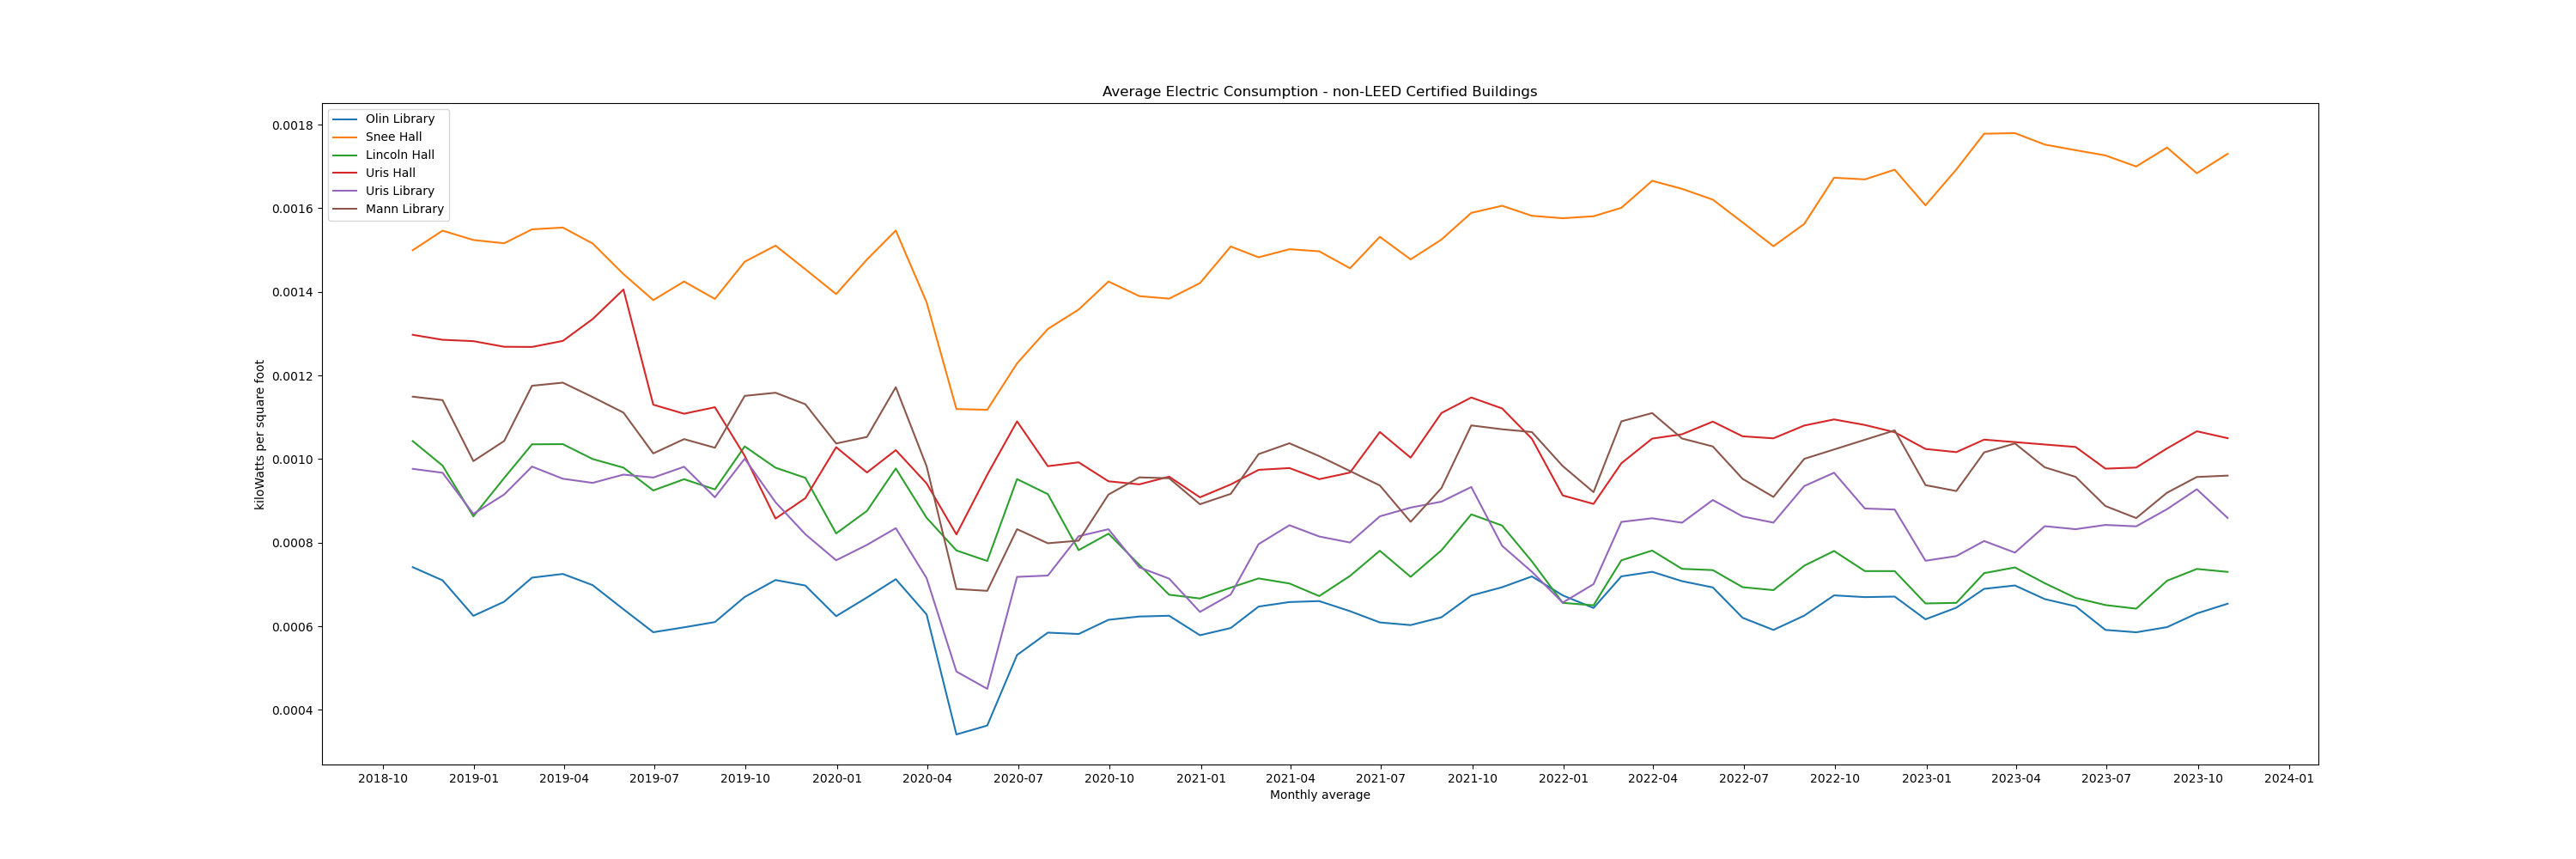 Average Electric Consumption - non-LEED Certified Buildings
Olin Library
Snee Hall
Lincoln Hall
Uris Hall
Uris Library
Mann Library
kiloWatts per square foot
0.0018
0.0016
0.0014
0.0012
0.0010
0.0008
0.0006
0.0004
2018-10 2019-01 2019-04 2019-07 2019-10 2020-01 2020-04 2020-07 2020-10 2021-01 2021-04 2021-07 2021-10 2022-01 2022-04 2022-07 2022-10 2023-01 2023-04 2023-07 2023-10 2024-01
Monthly average